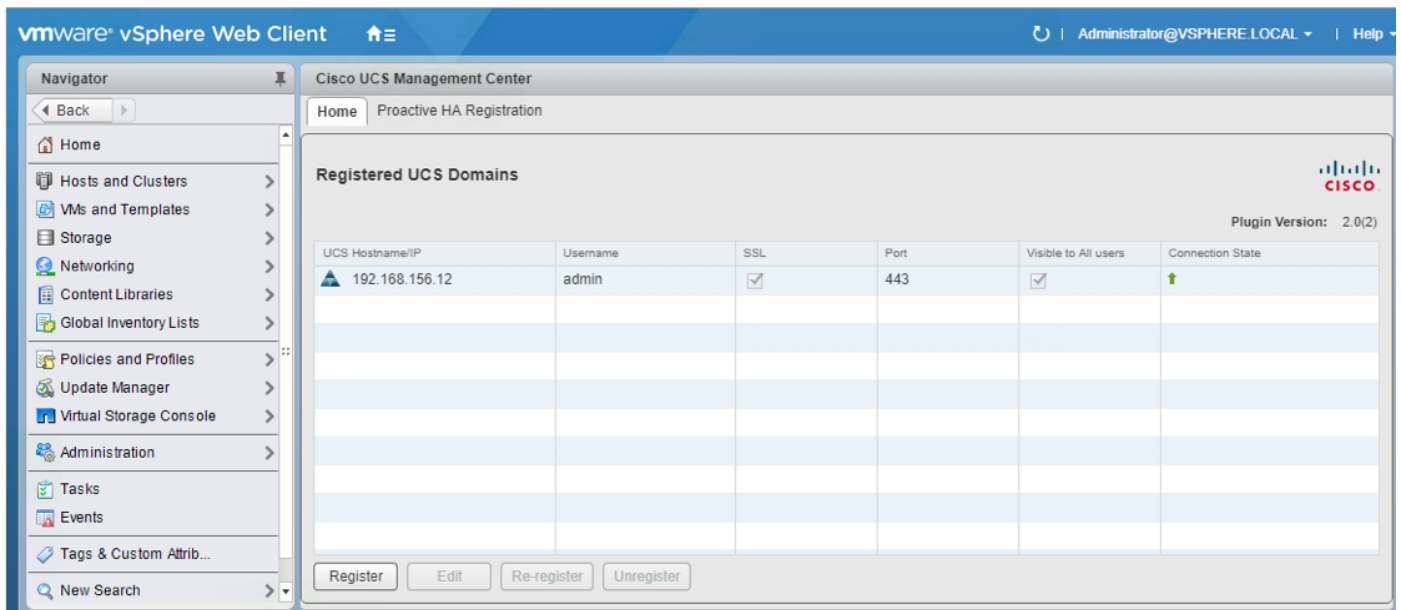 vmware® vSphere Web Client
Administrator@VSPHERE.LOCAL | Help
Navigator
Back
Home
Hosts and Clusters
VMs and Templates
Storage
Networking
Content Libraries
Global Inventory Lists
Policies and Profiles
Update Manager
Virtual Storage Console
Administration
Tasks
Events
Tags & Custom Attrib...
New Search
Cisco UCS Management Center
Home Proactive HA Registration
Registered UCS Domains
CISCO
Plugin Version: 2.0(2)
UCS Hostname/IP Username SSL Port Visible to All users Connection State
192.168.156.12 admin 443
Register Edit Re-register Unregister